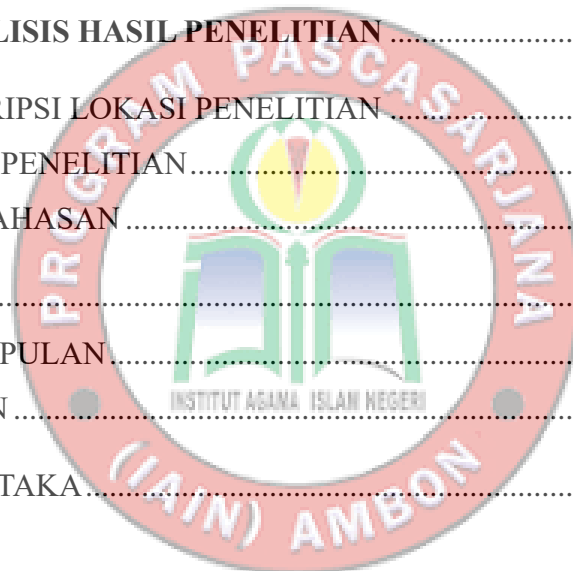 LISIS HASIL PENELITIAN ....................
RIPSI LOKASI PENELITIAN ....................
PENELITIAN ....................
AHASAN ....................
....................
PULAN ....................
N ....................
TAKA ....................
PROGRAM PASCASARJANA
INSTITUT AGAMA ISLAM NEGERI
(IAIN) AMBON